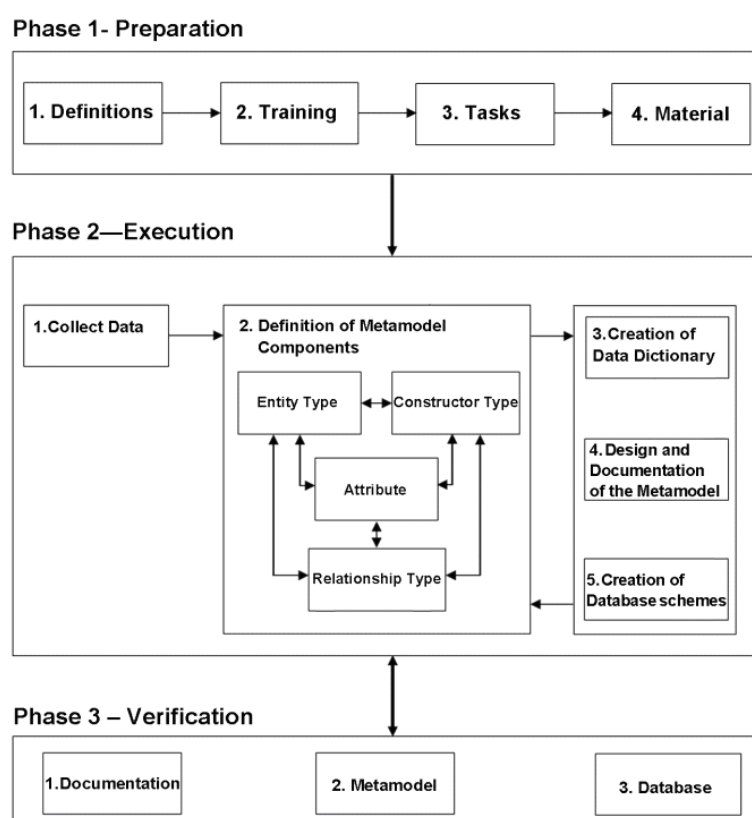 Phase 1- Preparation
1. Definitions
2. Training
3. Tasks
4. Material
Phase 2—Execution
1.Collect Data
2. Definition of Metamodel
Components
Entity Type
Constructor Type
Attribute
Relationship Type
3.Creation of
Data Dictionary
4.Design and
Documentation
of the Metamodel
5.Creation of
Database schemes
Phase 3 – Verification
1.Documentation
2. Metamodel
3. Database